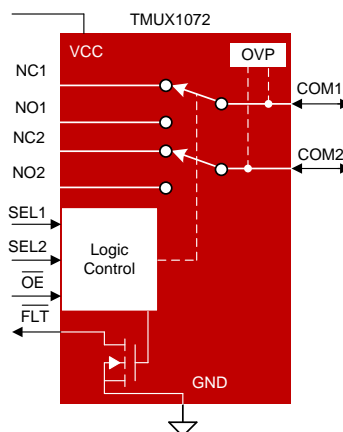 TMUX1072
VCC
OVP
NC1
COM1
NO1
NC2
COM2
NO2
SEL1
SEL2
Logic
Control
OE
FLT
GND